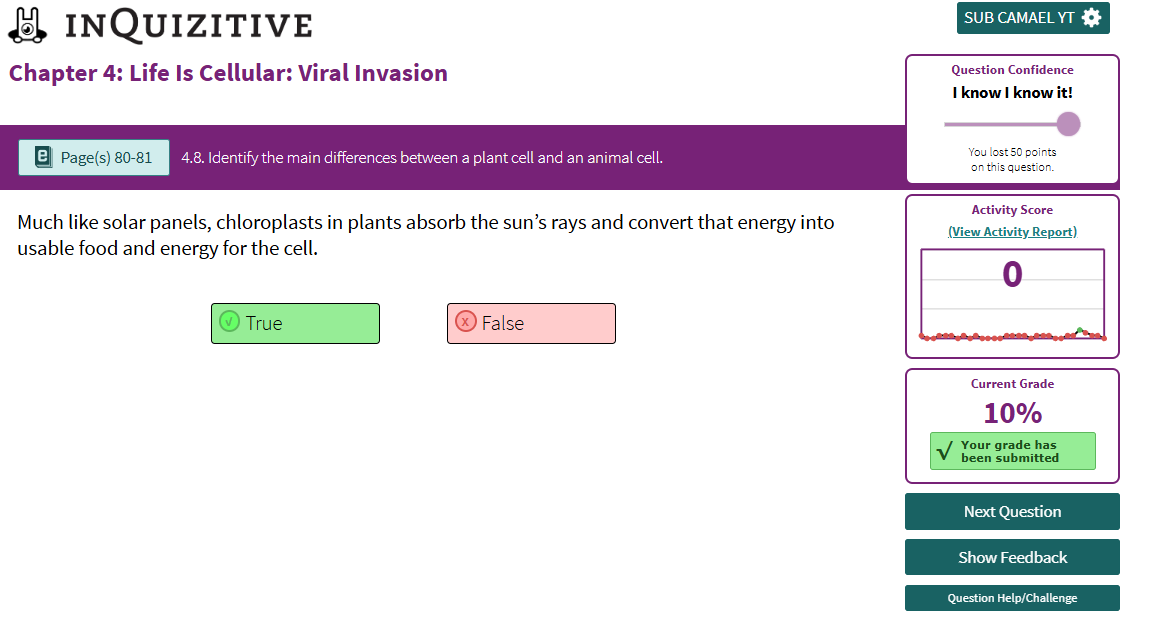 INQUIZITIVE
SUB CAMAEL YT
Chapter 4: Life Is Cellular: Viral Invasion
Question Confidence
I know I know it!
You lost 50 points
on this question.
e Page(s) 80-81
4.8. Identify the main differences between a plant cell and an animal cell.
Much like solar panels, chloroplasts in plants absorb the sun’s rays and convert that energy into
usable food and energy for the cell.
√ True
x False
Activity Score
(View Activity Report)
0
Current Grade
10%
√ Your grade has
been submitted
Next Question
Show Feedback
Question Help/Challenge